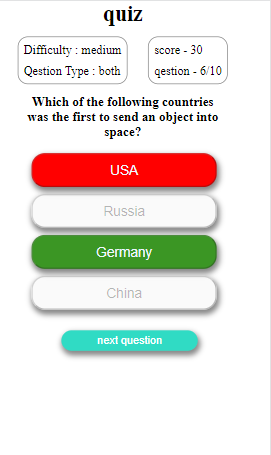 quiz
Difficulty : medium
Qestion Type : both
score - 30
qestion - 6/10
Which of the following countries
was the first to send an object into
space?
USA
Russia
Germany
China
next question